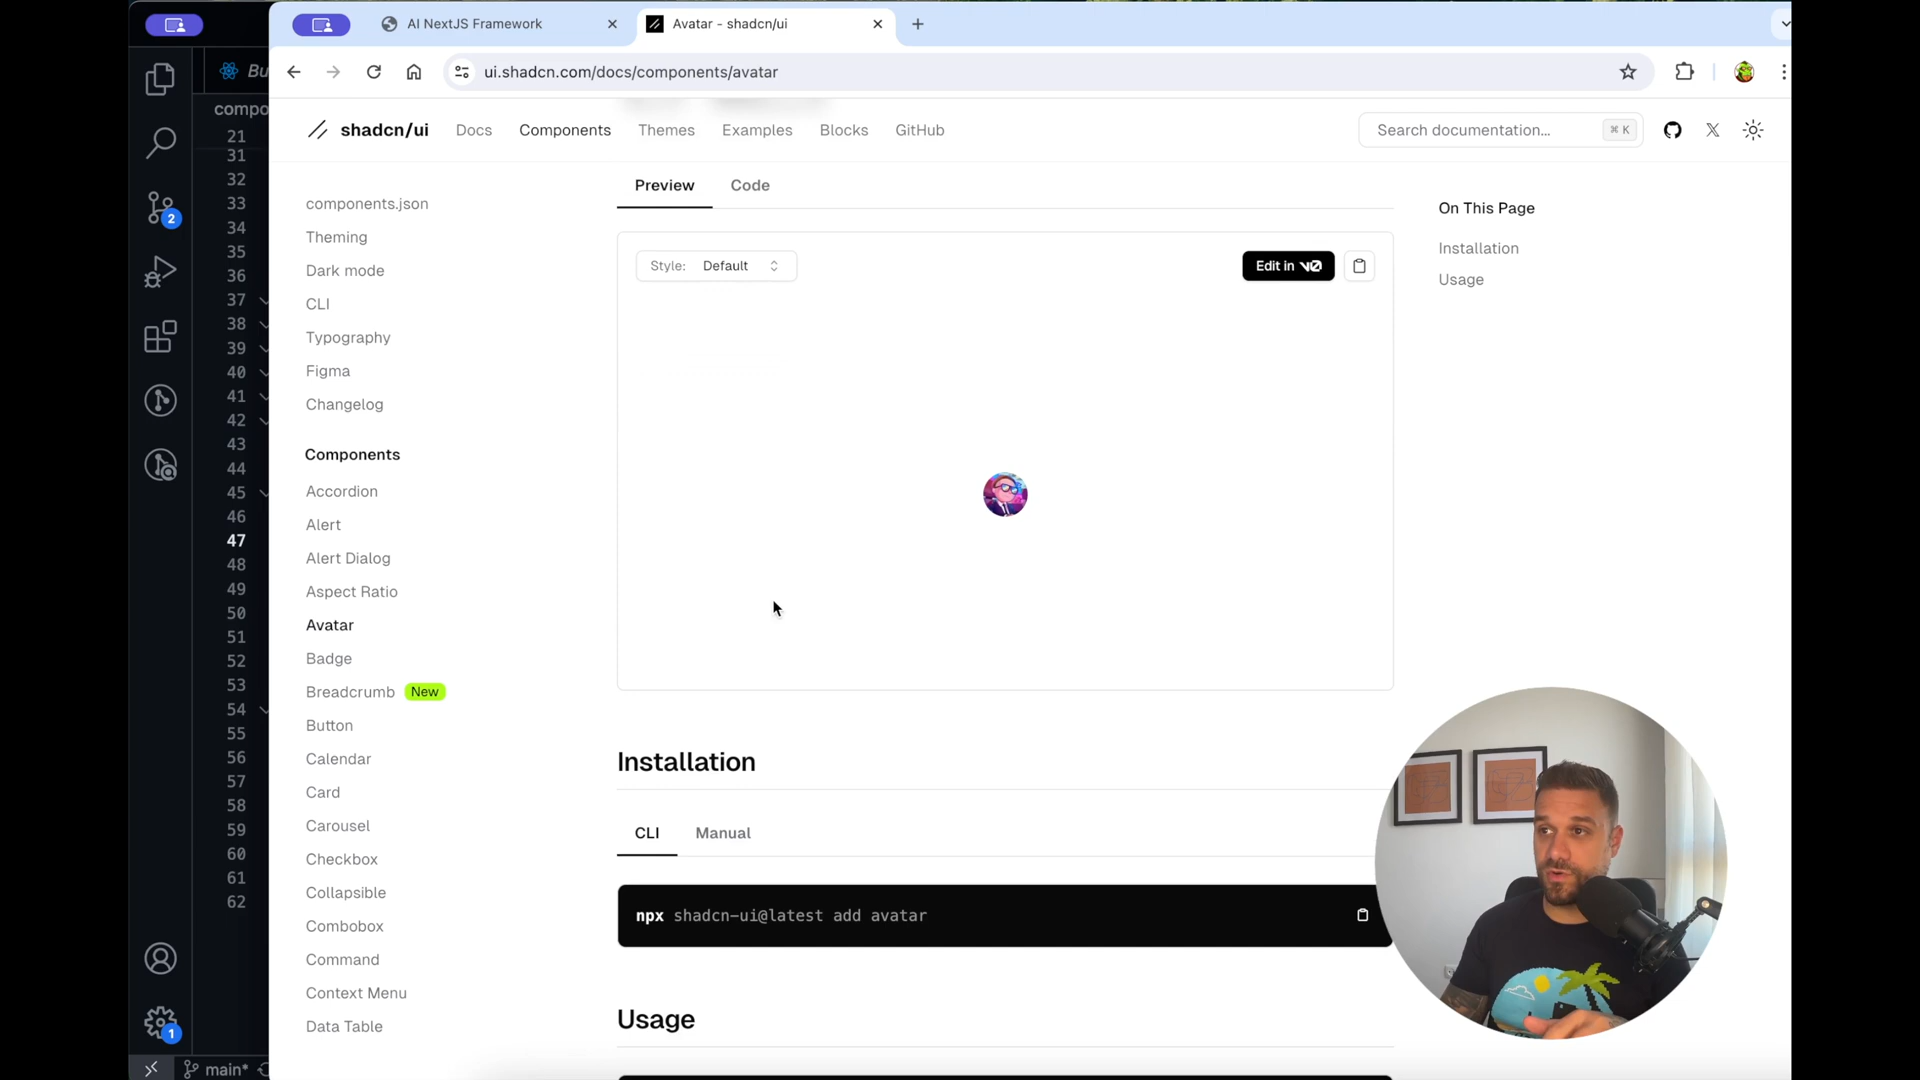 AI NextJS Framework
Avatar - shadcn/ui
Bu
ui.shadcn.com/docs/components/avatar
compo
shadcn/ui
Docs
Components
Themes
Examples
Blocks
GitHub
Search documentation...
⌘ K
21
31
32
33
34
35
36
37
38
39
40
41
42
43
44
45
46
47
48
49
50
51
52
53
54
55
56
57
58
59
60
61
62
2
1
main*
components.json
Theming
Dark mode
CLI
Typography
Figma
Changelog
Components
Accordion
Alert
Alert Dialog
Aspect Ratio
Avatar
Badge
Breadcrumb New
Button
Calendar
Card
Carousel
Checkbox
Collapsible
Combobox
Command
Context Menu
Data Table
Preview
Code
Style: Default
Edit in v0
Installation
CLI
Manual
npx shadcn-ui@latest add avatar
Usage
On This Page
Installation
Usage